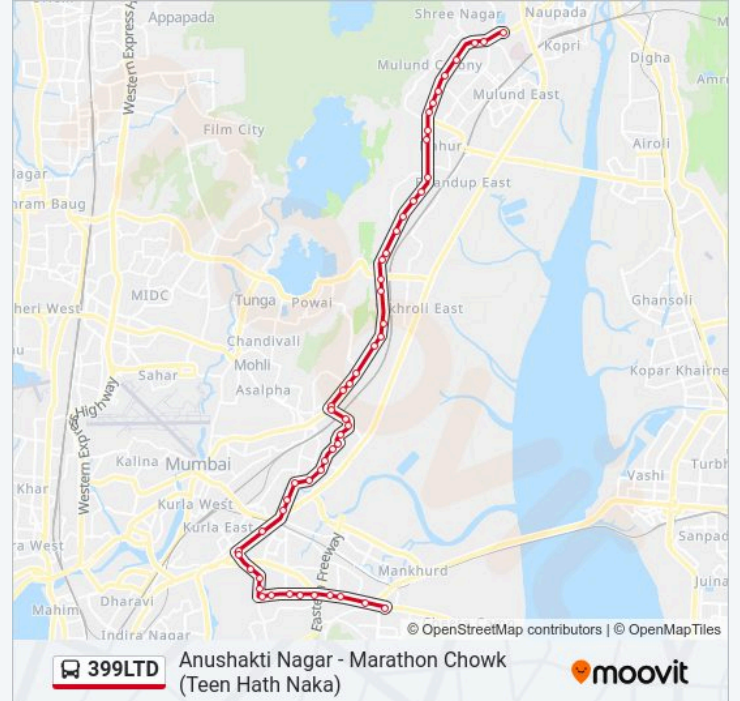 Appapada
Western Express
Shree Nagar
Naupada
Kopri
Digha
Mulund Colony
Mulund East
Film City
Airoli
Bhandup East
hram Baug
heri West
MIDC
Tunga
Powai
khroli East
Ghansoli
Chandivali
Mohli
Sahar
Asalpha
Kopar Khairne
Western Express Highway
Kalina
Mumbai
Khar
Vashi
Turbh
Kurla West
Kurla East
ra West
Eastern Freeway
Mankhurd
Sanpad
Juina
Mahim
Dharavi
Indira Nagar
© OpenStreetMap contributors | © OpenMapTiles
399LTD
Anushakti Nagar - Marathon Chowk
(Teen Hath Naka)
moovit